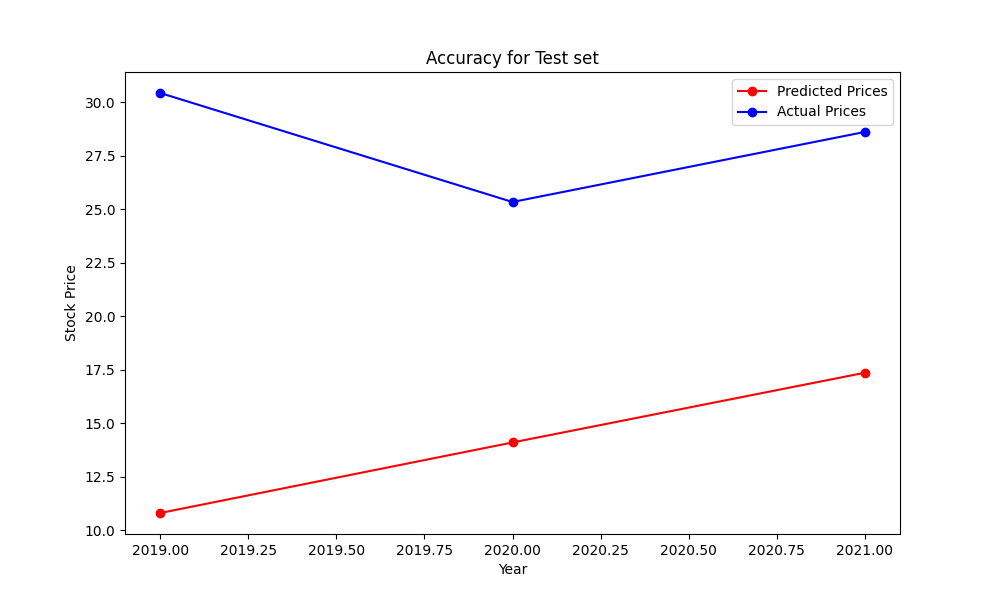 Accuracy for Test set
Predicted Prices
Actual Prices
Stock Price
30.0
27.5
25.0
22.5
20.0
17.5
15.0
12.5
10.0
2019.00 2019.25 2019.50 2019.75 2020.00 2020.25 2020.50 2020.75 2021.00
Year